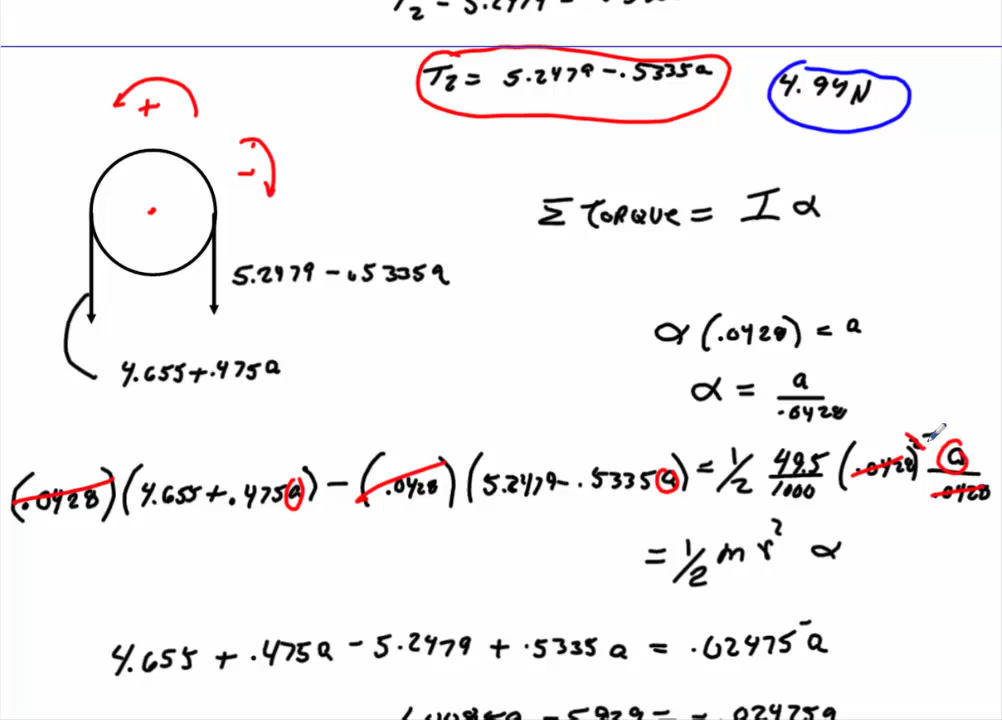 T2 = 5.2479 - .5335a
4.94N
+
-
Σ TORQUE = I α
5.2479 - .5335a
α (.0428) = a
4.655 + .475a
α = a / .0428
(.0428)(4.655 + .475a) - (.0428)(5.2479 - .5335a) = 1/2 49.5/1000 (.0428)² a/.0428
= 1/2 m r² α
4.655 + .475a - 5.2479 + .5335a = .02475 - a